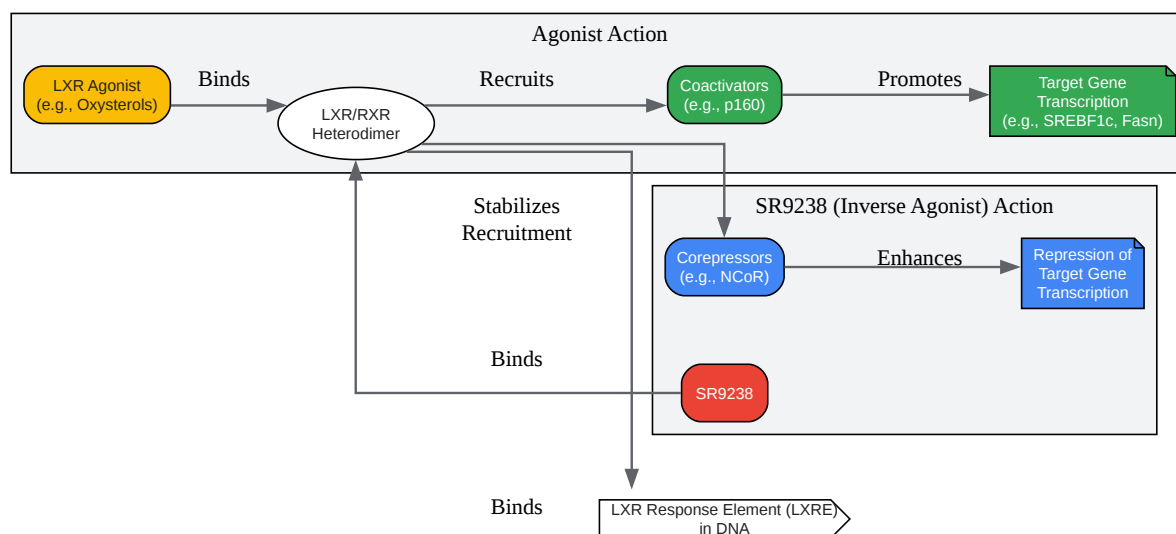 Agonist Action
LXR Agonist
(e.g., Oxysterols)
Binds
LXR/RXR
Heterodimer
Recruits
Coactivators
(e.g., p160)
Promotes
Target Gene
Transcription
(e.g., SREBF1c, Fasn)
Stabilizes
Recruitment
SR9238 (Inverse Agonist) Action
Corepressors
(e.g., NCoR)
Enhances
Repression of
Target Gene
Transcription
Binds
SR9238
Binds
LXR Response Element (LXRE)
in DNA